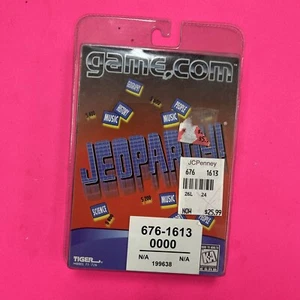 game.com
PEOPLE
HISTORY
MUSIC
MUSIC
JEOPARDY!
JCPenney
676 1613
26L 24
NOW $25.99
SCIENCE
676-1613
0000
N/A N/A
199638
TIGER